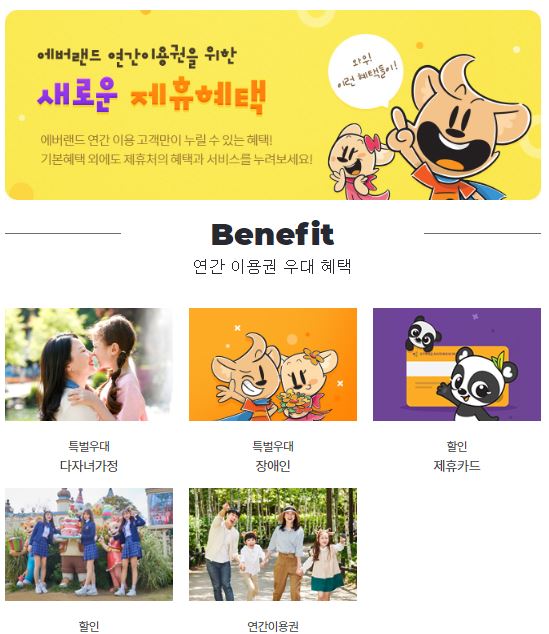 에버랜드 연간이용권을 위한
새로운 제휴혜택
와우!
이런 혜택들이!
에버랜드 연간 이용 고객만이 누릴 수 있는 혜택!
기본혜택 외에도 제휴처의 혜택과 서비스를 누려보세요!
Benefit
연간 이용권 우대 혜택
특별우대
다자녀가정
특별우대
장애인
할인
제휴카드
할인
연간이용권